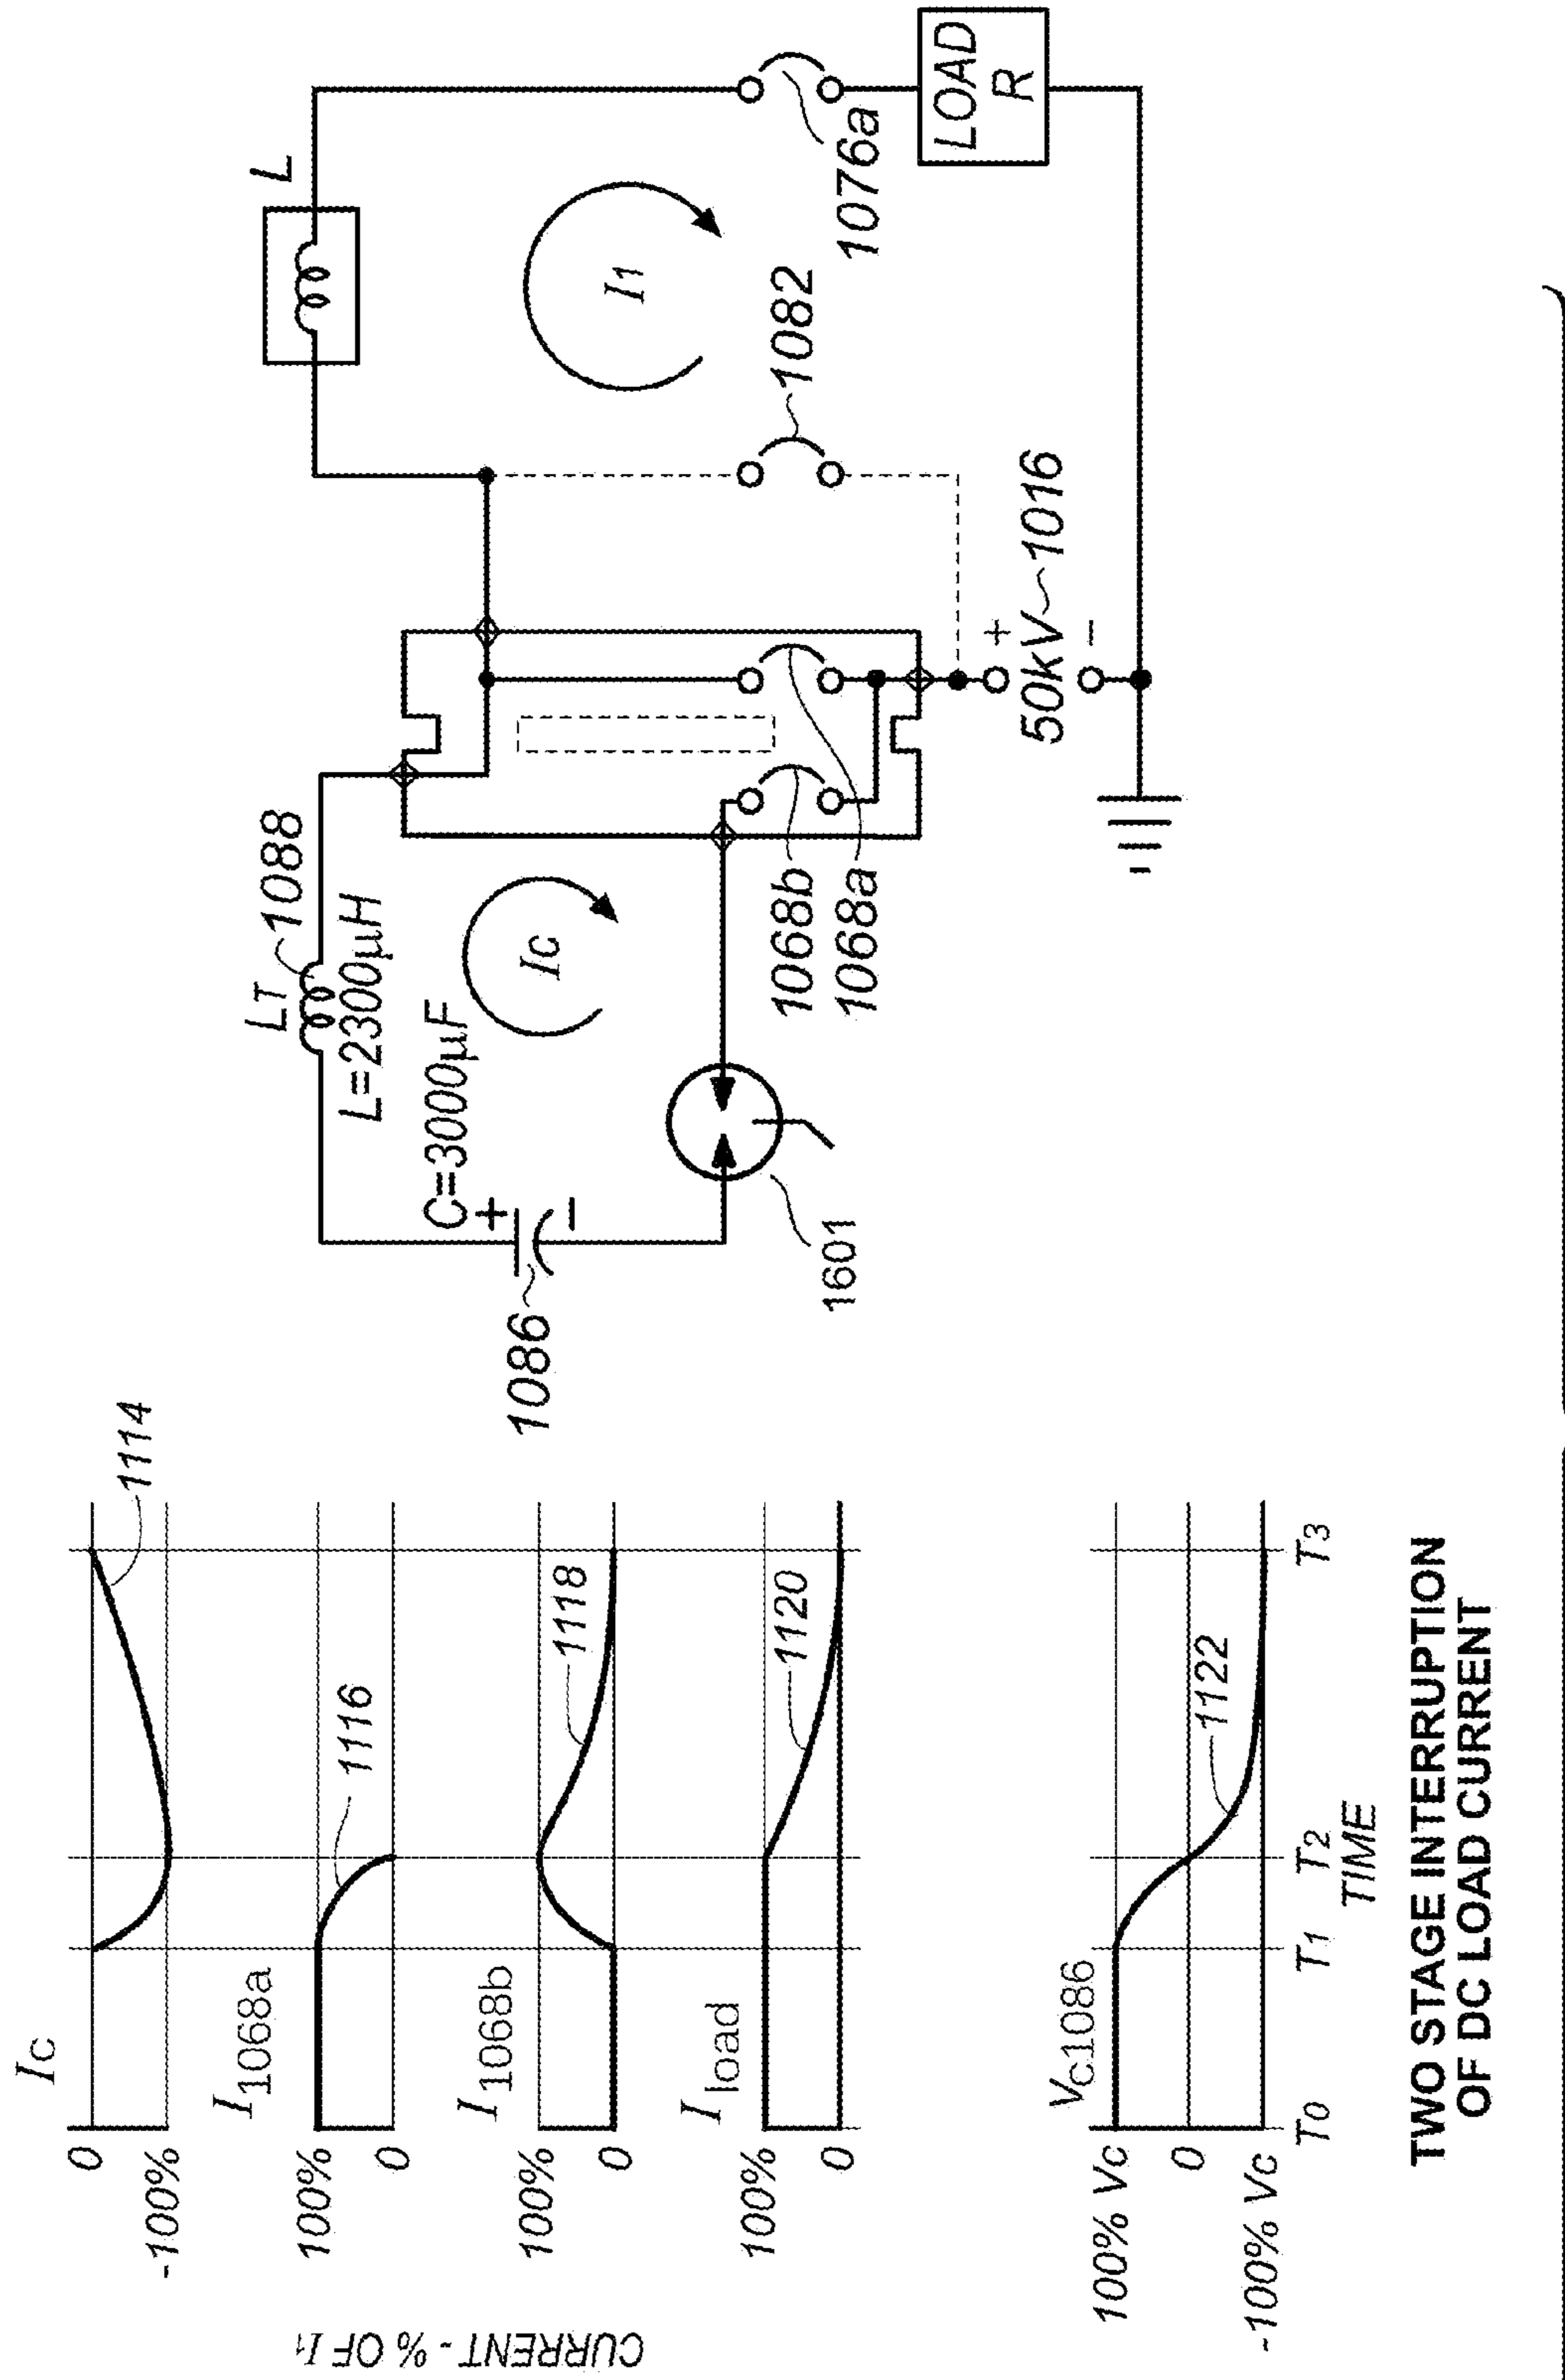 Ic
0
-100%
1114
I1068a
100%
0
1116
I1068b
100%
0
1118
Iload
100%
0
1120
CURRENT - % OF I1
Vc1086
100% Vc
0
-100% Vc
1122
T0
T1
T2
T3
TIME
TWO STAGE INTERRUPTION
OF DC LOAD CURRENT
LT
1088
L=2300μH
C=3000μF
+
−
1086
Ic
1601
1068b
1068a
L
I1
1082
1076a
LOAD
R
+
50kV
1016
−